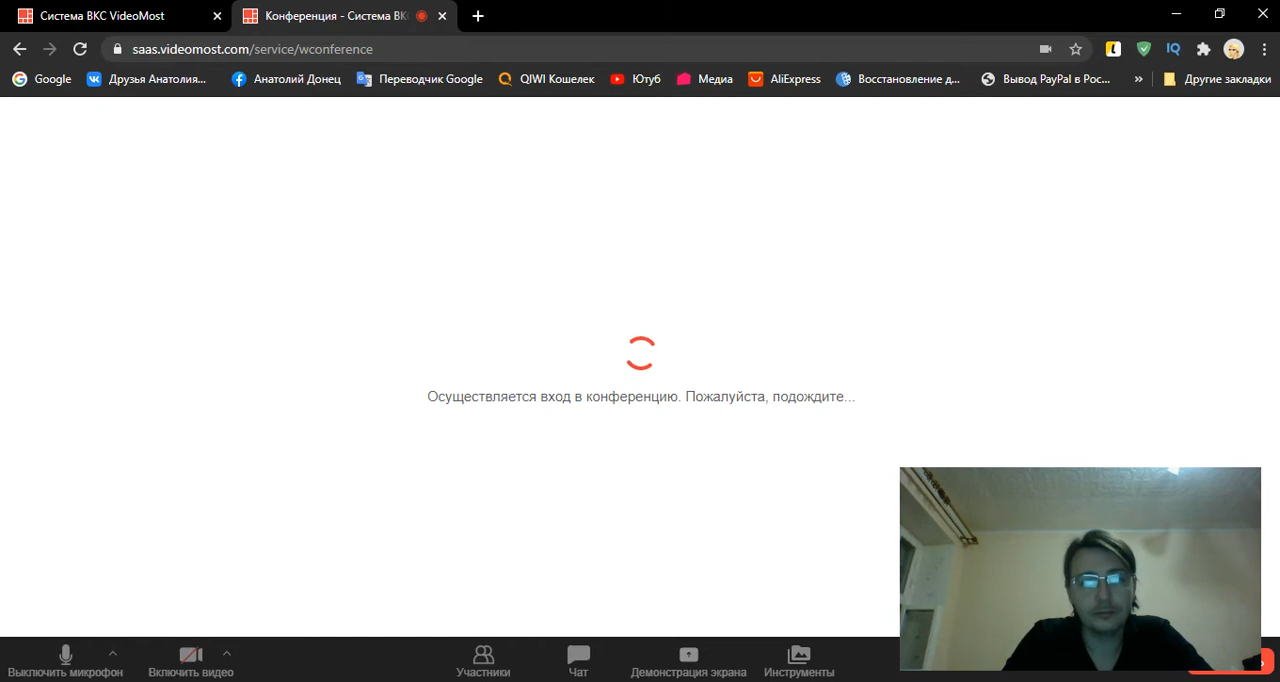 Система ВКС VideoMost
Конференция - Система ВКС
saas.videomost.com/service/wconference
Google Друзья Анатолия... Анатолий Донец Переводчик Google QIWI Кошелек Ютуб Медиа AliExpress Восстановление д... Вывод PayPal в Рос... » Другие закладки
Осуществляется вход в конференцию. Пожалуйста, подождите...
Выключить микрофон Включить видео Участники Чат Демонстрация экрана Инструменты